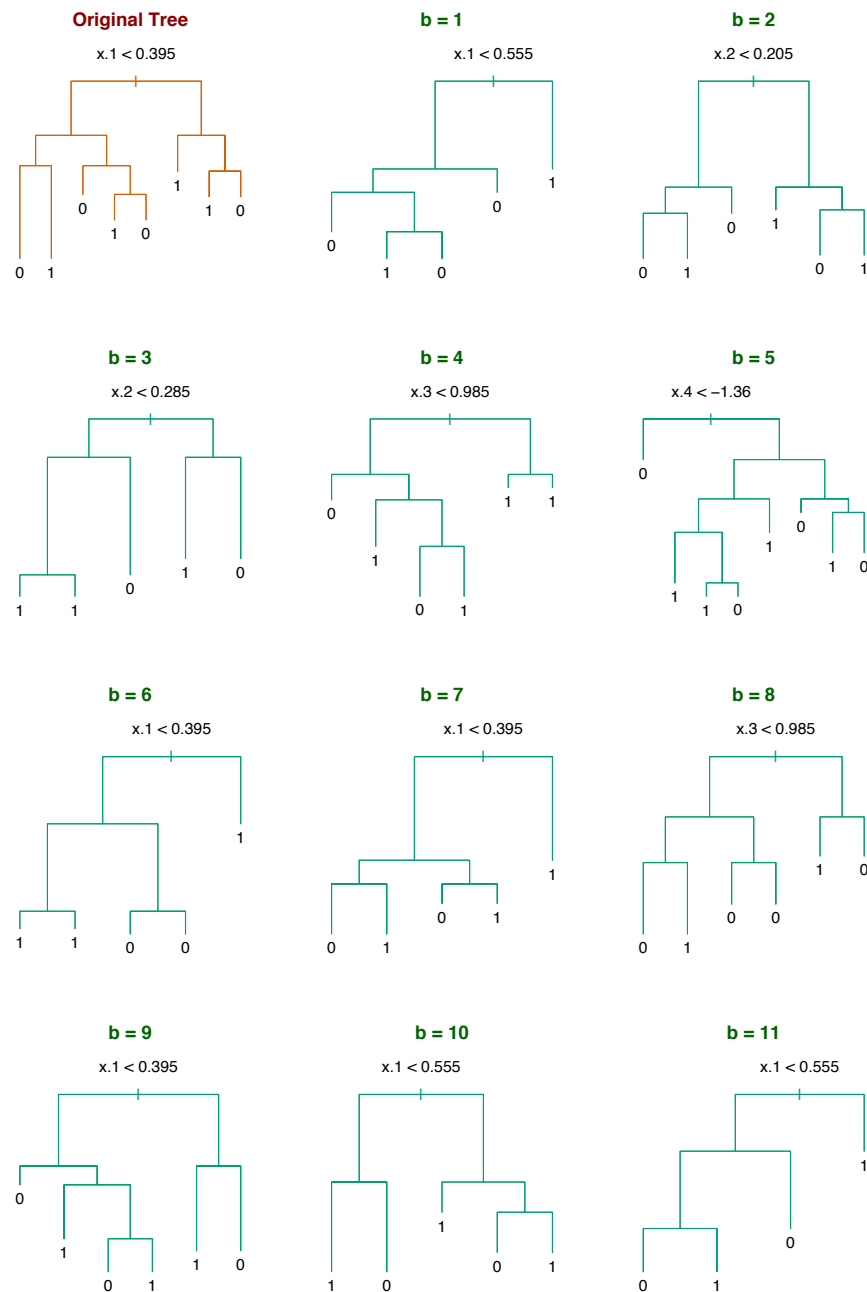 Original Tree
x.1 < 0.395
1
0
1 0
1 0
0 1
b = 1
x.1 < 0.555
1
0
0
1 0
b = 2
x.2 < 0.205
0 1
0 1 0 1
b = 3
x.2 < 0.285
1 0
0
1 1
b = 4
x.3 < 0.985
1 1
0
1
0 1
b = 5
x.4 < −1.36
0
0
1
1 0
1 1 0
b = 6
x.1 < 0.395
1
1 1 0 0
b = 7
x.1 < 0.395
1
0 1
0 1
b = 8
x.3 < 0.985
1 0
0 0
0 1
b = 9
x.1 < 0.395
0
1 1 0
0 1
b = 10
x.1 < 0.555
1
0 1
1 0
b = 11
x.1 < 0.555
1
0
0 1